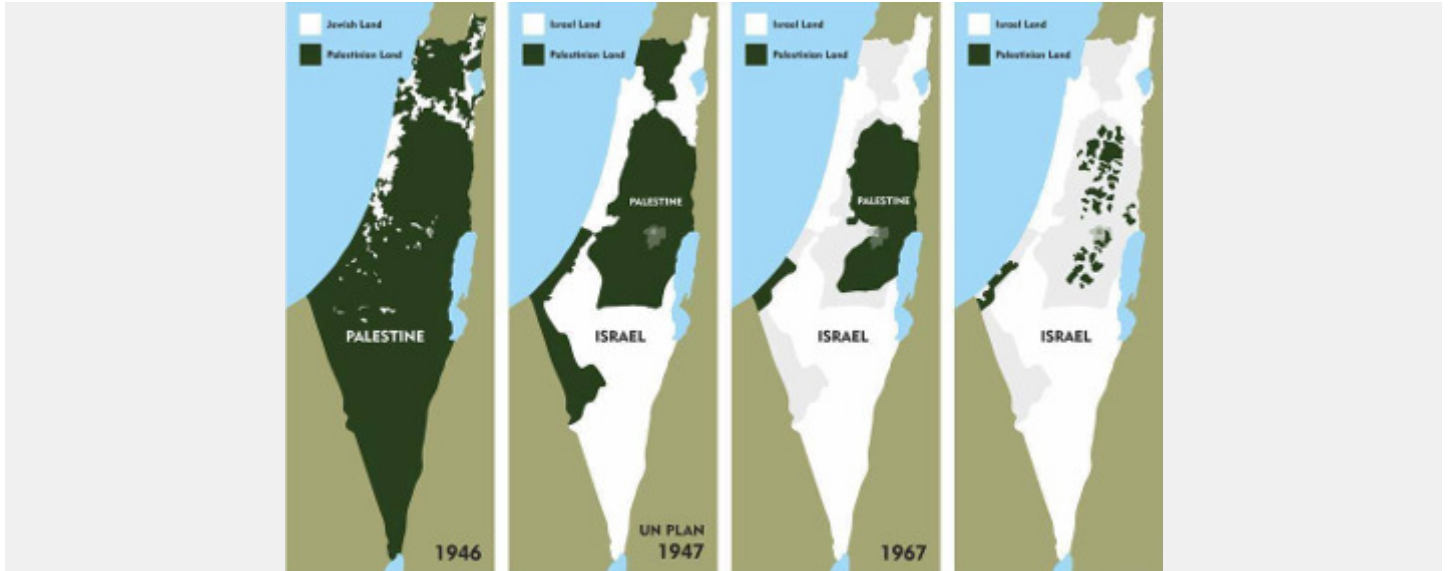 Jewish Land
Palestinian Land
PALESTINE
1946
Israel Land
Palestinian Land
PALESTINE
ISRAEL
UN PLAN
1947
Israel Land
Palestinian Land
PALESTINE
ISRAEL
1967
Israel Land
Palestinian Land
ISRAEL